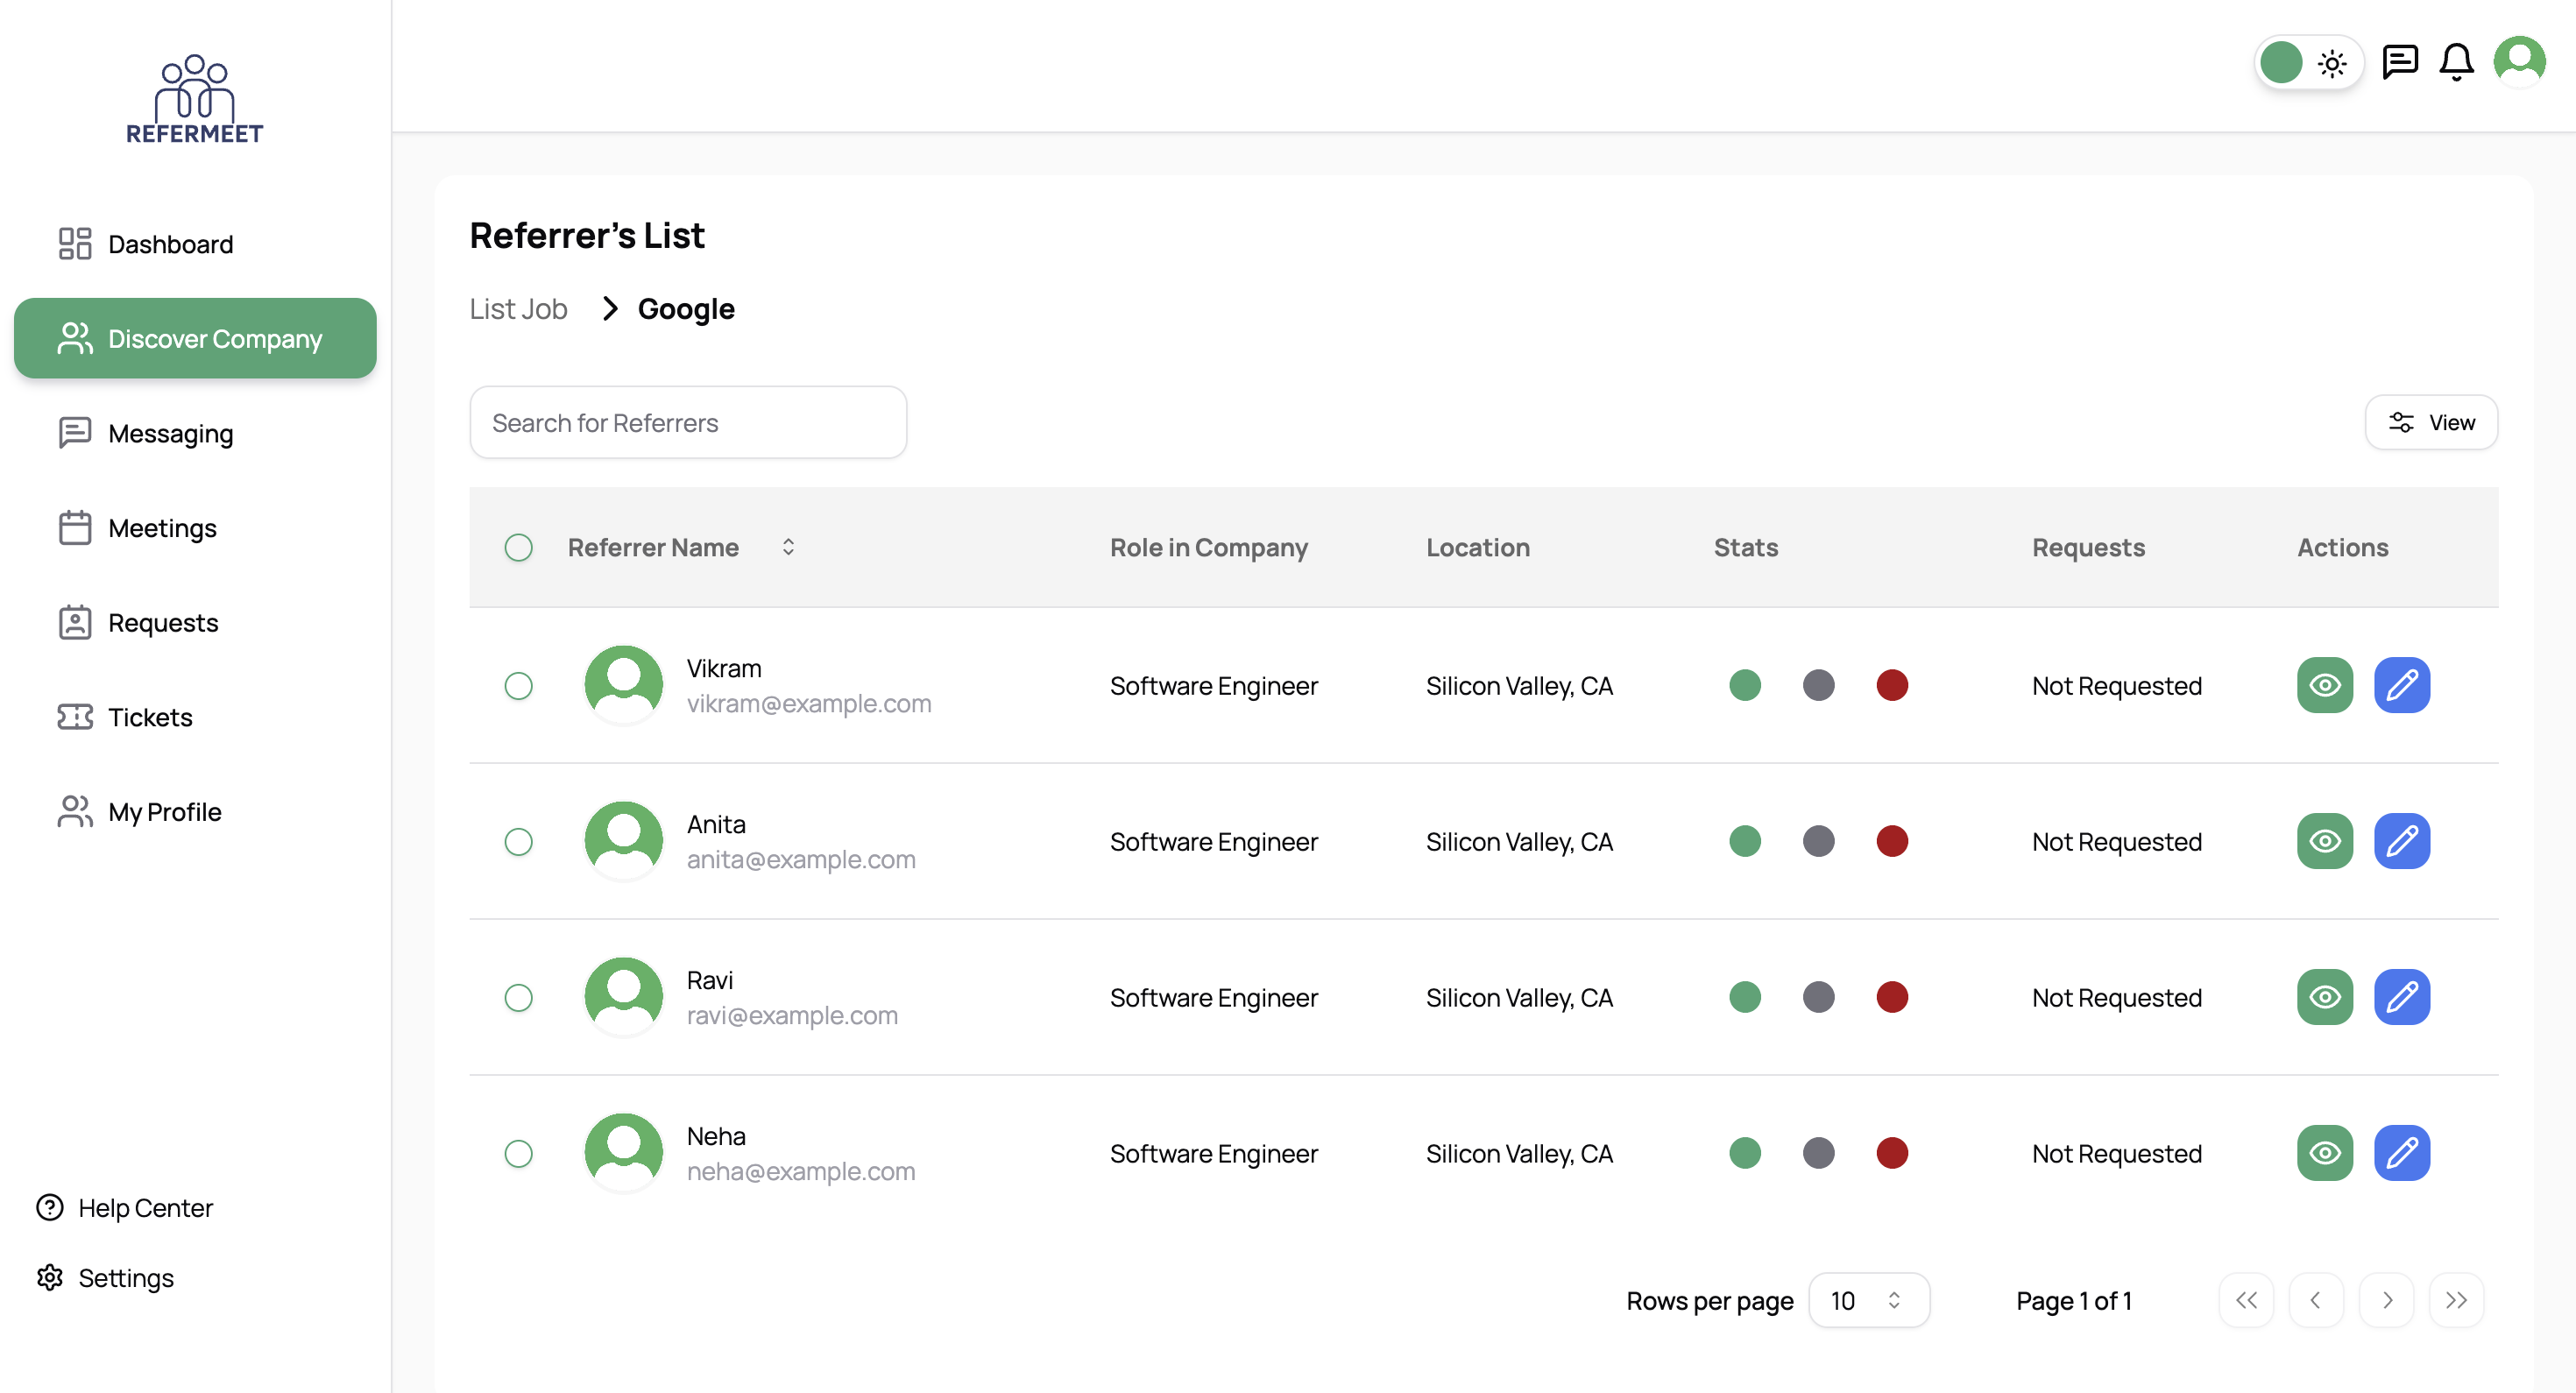 REFERMEET
Dashboard
Discover Company
Messaging
Meetings
Requests
Tickets
My Profile
Help Center
Settings
Referrer’s List
List Job Google
Search for Referrers
View
Referrer Name Role in Company Location Stats Requests Actions
Vikram
vikram@example.com
Software Engineer Silicon Valley, CA Not Requested
Anita
anita@example.com
Software Engineer Silicon Valley, CA Not Requested
Ravi
ravi@example.com
Software Engineer Silicon Valley, CA Not Requested
Neha
neha@example.com
Software Engineer Silicon Valley, CA Not Requested
Rows per page 10 Page 1 of 1